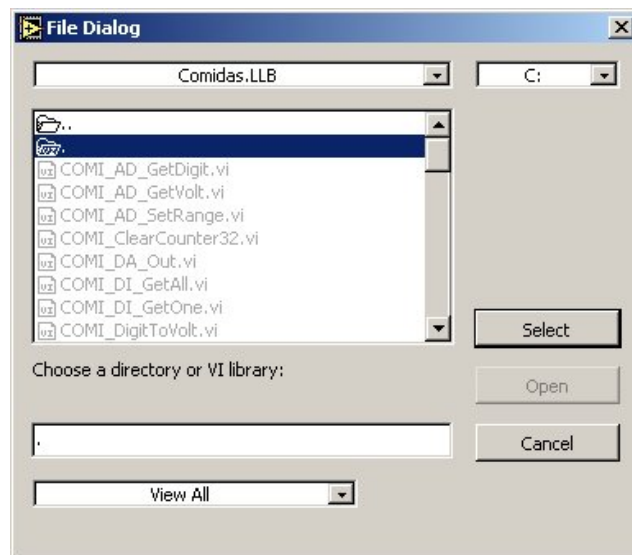 File Dialog
Comidas.LLB
C:
..
.
COMI_AD_GetDigit.vi
COMI_AD_GetVolt.vi
COMI_AD_SetRange.vi
COMI_ClearCounter32.vi
COMI_DA_Out.vi
COMI_DI_GetAll.vi
COMI_DI_GetOne.vi
COMI_DigitToVolt.vi
Select
Choose a directory or VI library:
Open
.
Cancel
View All